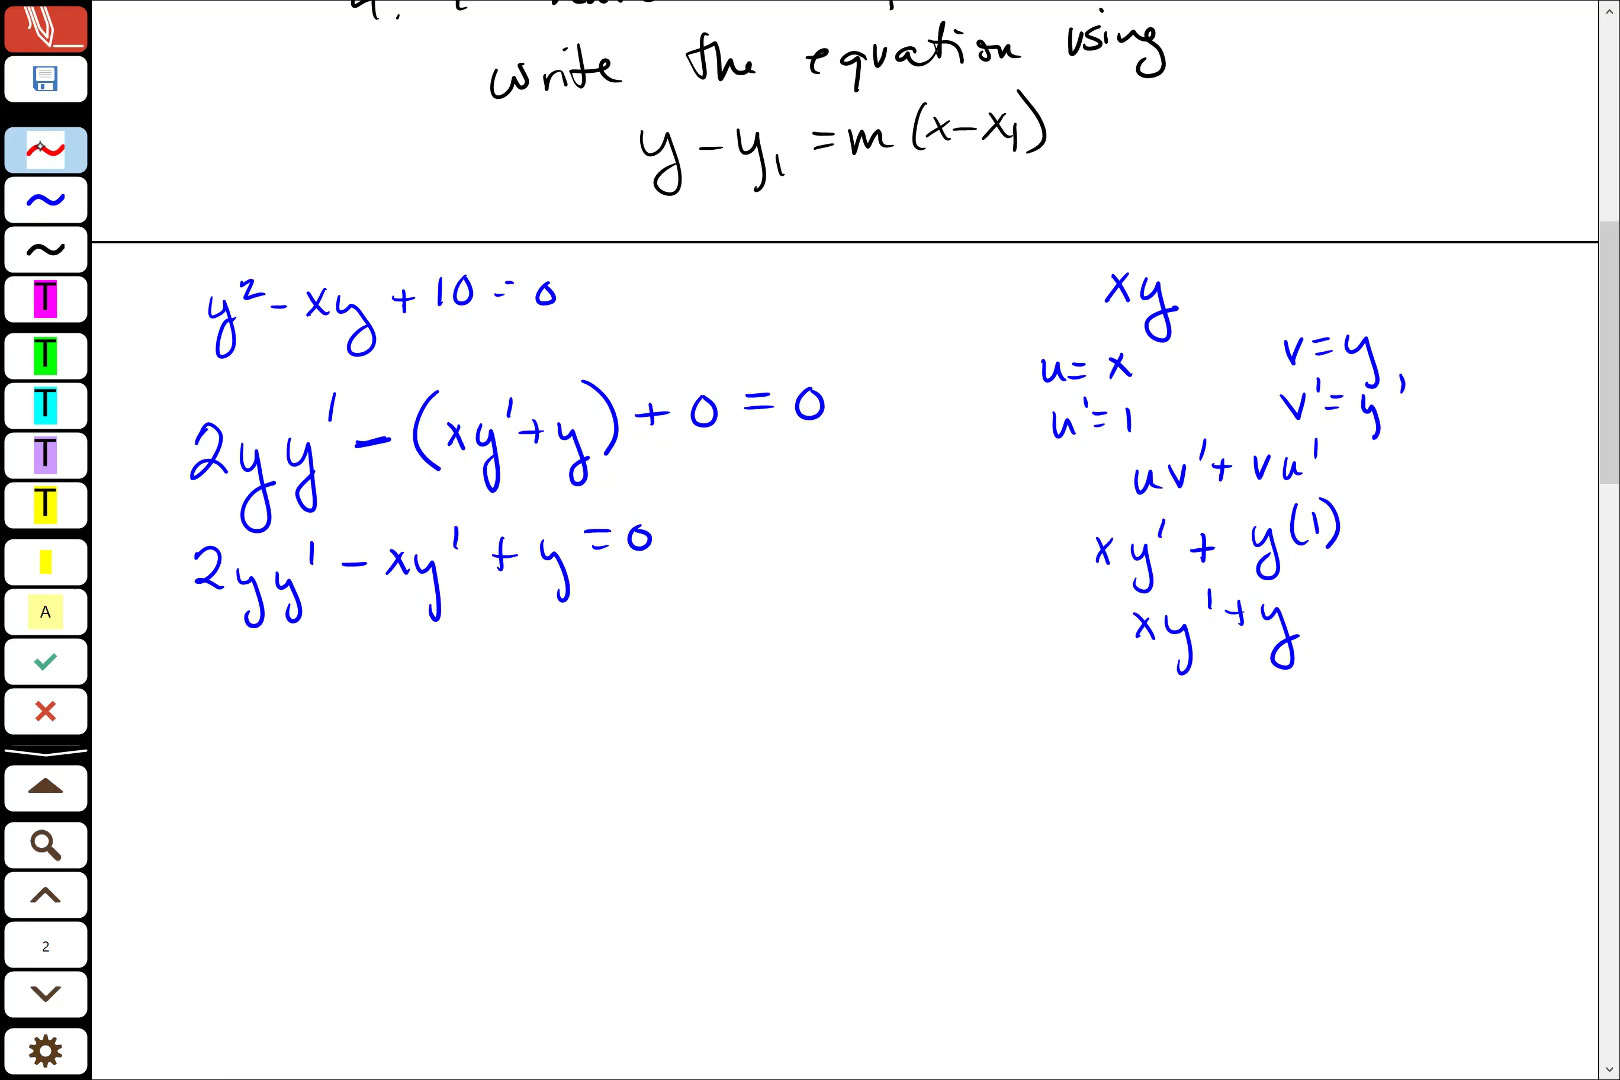 4.
write the equation using
y - y₁ = m (x - x₁)
y² - xy + 10 = 0
2yy' - (xy' + y) + 0 = 0
2yy' - xy' + y = 0
xy
u = x v = y
u' = 1 v' = y'
uv' + vu'
xy' + y(1)
xy' + y
T
T
T
T
T
A
2